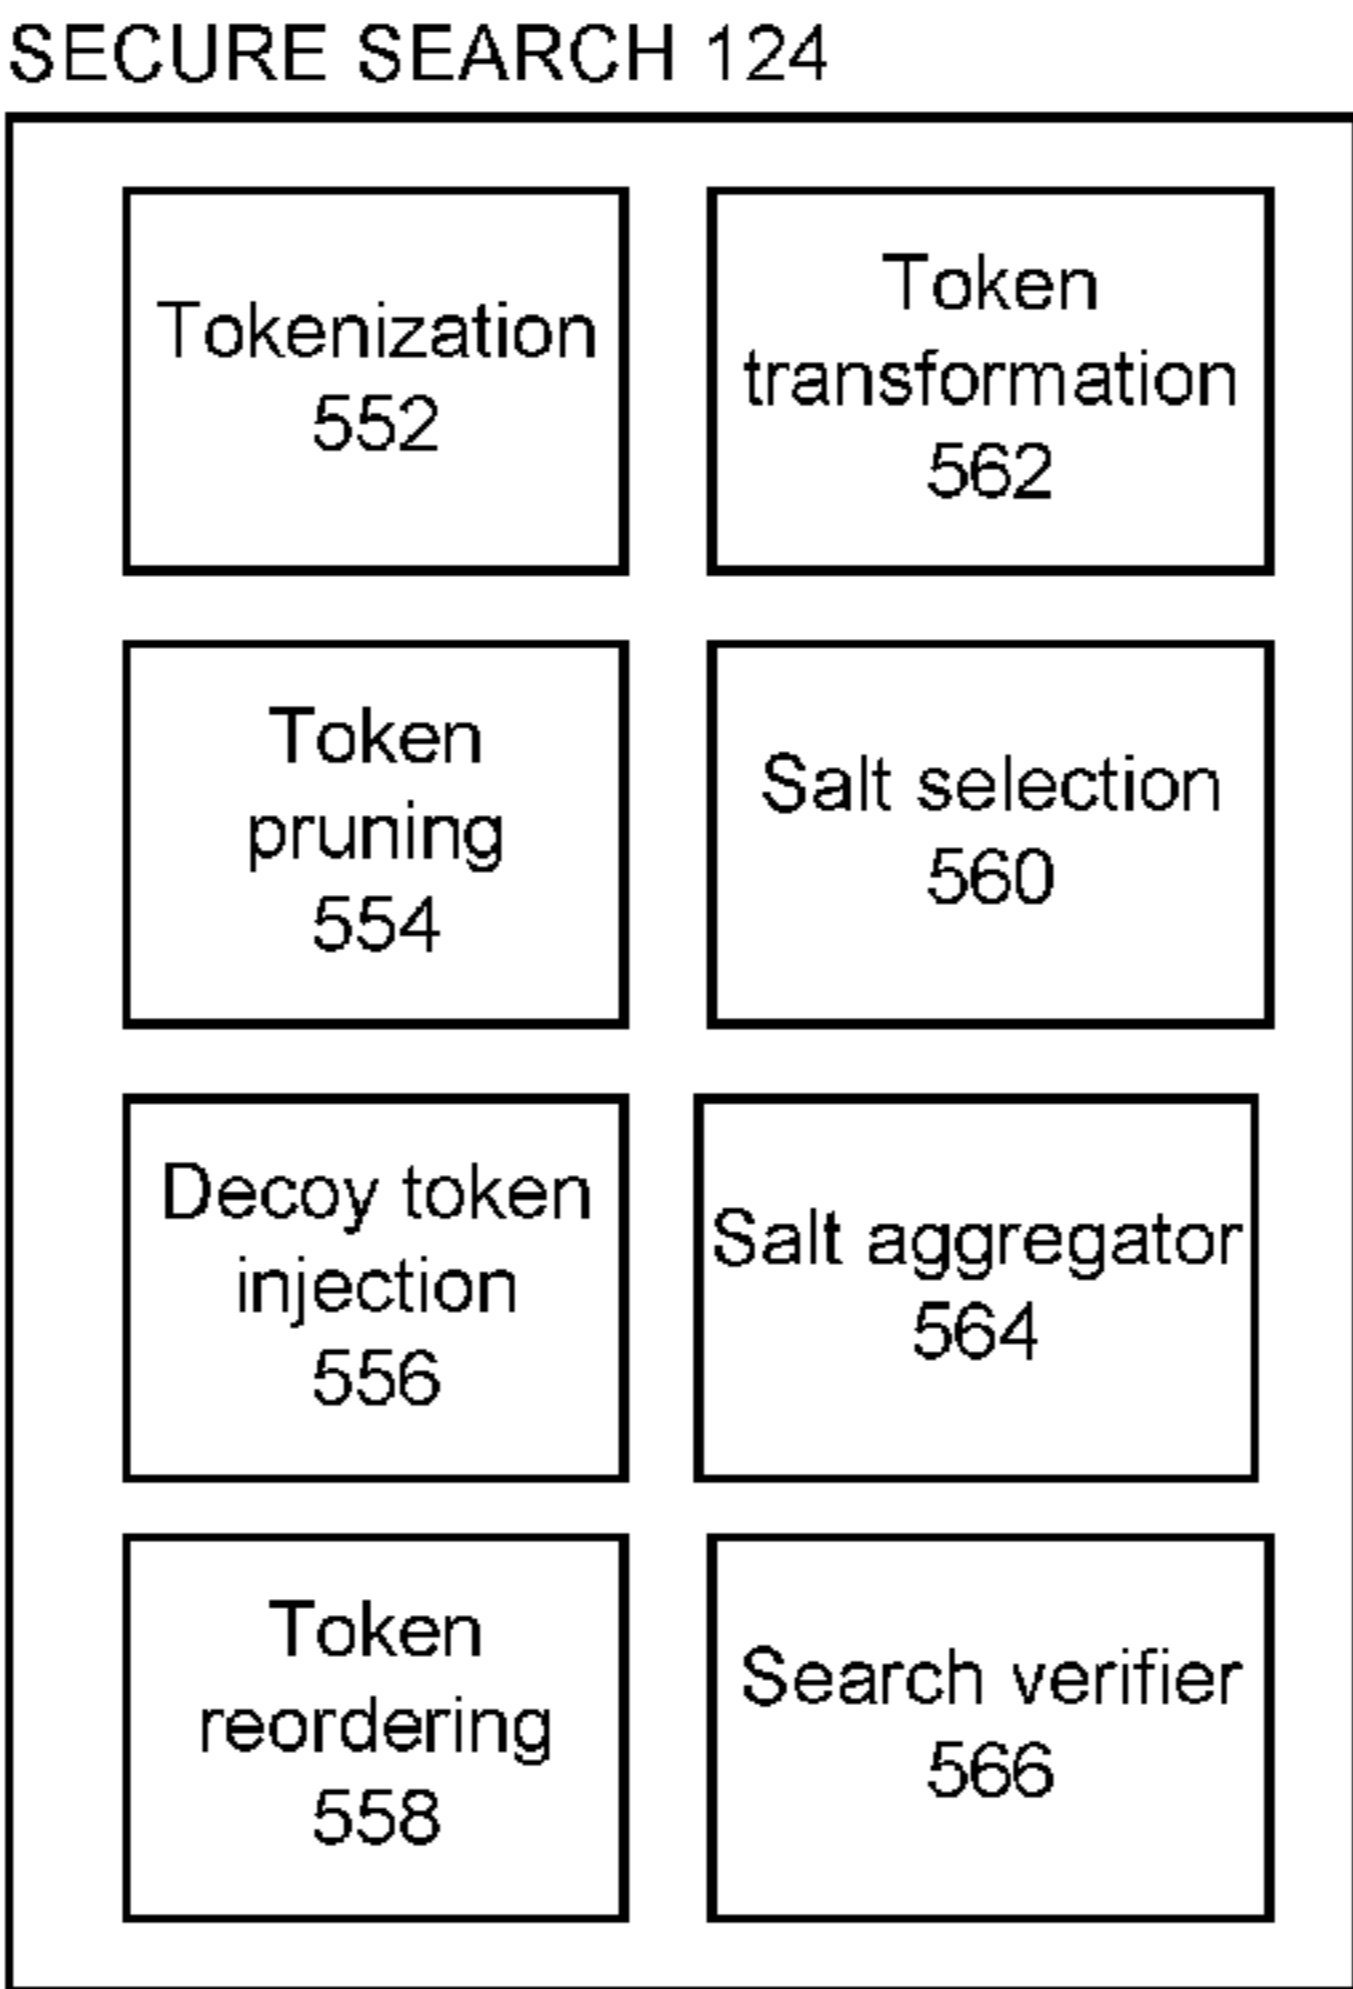 SECURE SEARCH 124
Tokenization
552
Token
transformation
562
Token
pruning
554
Salt selection
560
Decoy token
injection
556
Salt aggregator
564
Token
reordering
558
Search verifier
566